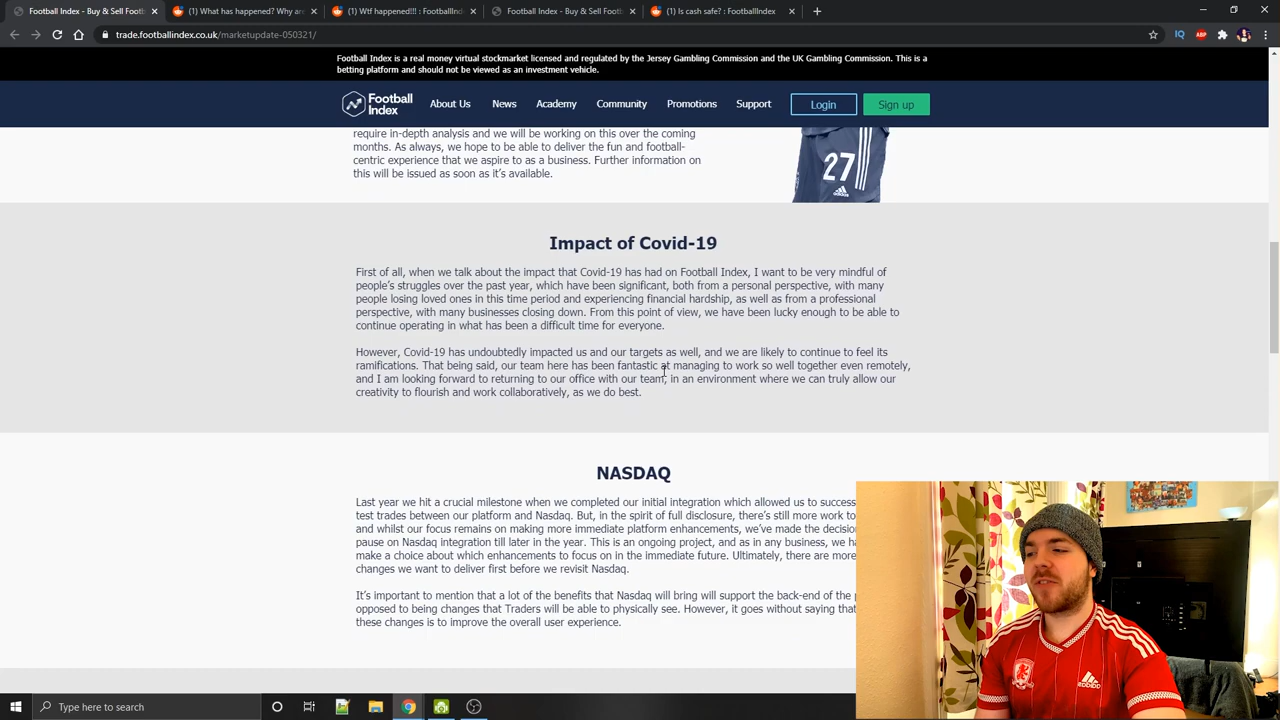 Football Index - Buy & Sell Footb
(1) What has happened? Why are
(1) Wtf happened!!! : FootballInd
Football Index - Buy & Sell Foot
(1) Is cash safe? : FootballIndex
trade.footballindex.co.uk/marketupdate-050321/
Football Index is a real money virtual stockmarket licensed and regulated by the Jersey Gambling Commission and the UK Gambling Commission. This is a
betting platform and should not be viewed as an investment vehicle.
Football Index
About Us
News
Academy
Community
Promotions
Support
Login
Sign up
require in-depth analysis and we will be working on this over the coming
months. As always, we hope to be able to deliver the fun and football-
centric experience that we aspire to as a business. Further information on
this will be issued as soon as it's available.
27
adidas
Impact of Covid-19
First of all, when we talk about the impact that Covid-19 has had on Football Index, I want to be very mindful of
people's struggles over the past year, which have been significant, both from a personal perspective, with many
people losing loved ones in this time period and experiencing financial hardship, as well as from a professional
perspective, with many businesses closing down. From this point of view, we have been lucky enough to be able to
continue operating in what has been a difficult time for everyone.
However, Covid-19 has undoubtedly impacted us and our targets as well, and we are likely to continue to feel its
ramifications. That being said, our team here has been fantastic at managing to work so well together even remotely,
and I am looking forward to returning to our office with our team, in an environment where we can truly allow our
creativity to flourish and work collaboratively, as we do best.
NASDAQ
Last year we hit a crucial milestone when we completed our initial integration which allowed us to success
test trades between our platform and Nasdaq. But, in the spirit of full disclosure, there's still more work to
and whilst our focus remains on making more immediate platform enhancements, we've made the decisio
pause on Nasdaq integration till later in the year. This is an ongoing project, and as in any business, we ha
make a choice about which enhancements to focus on in the immediate future. Ultimately, there are more
changes we want to deliver first before we revisit Nasdaq.
It's important to mention that a lot of the benefits that Nasdaq will bring will support the back-end of the p
opposed to being changes that Traders will be able to physically see. However, it goes without saying that
these changes is to improve the overall user experience.
Type here to search